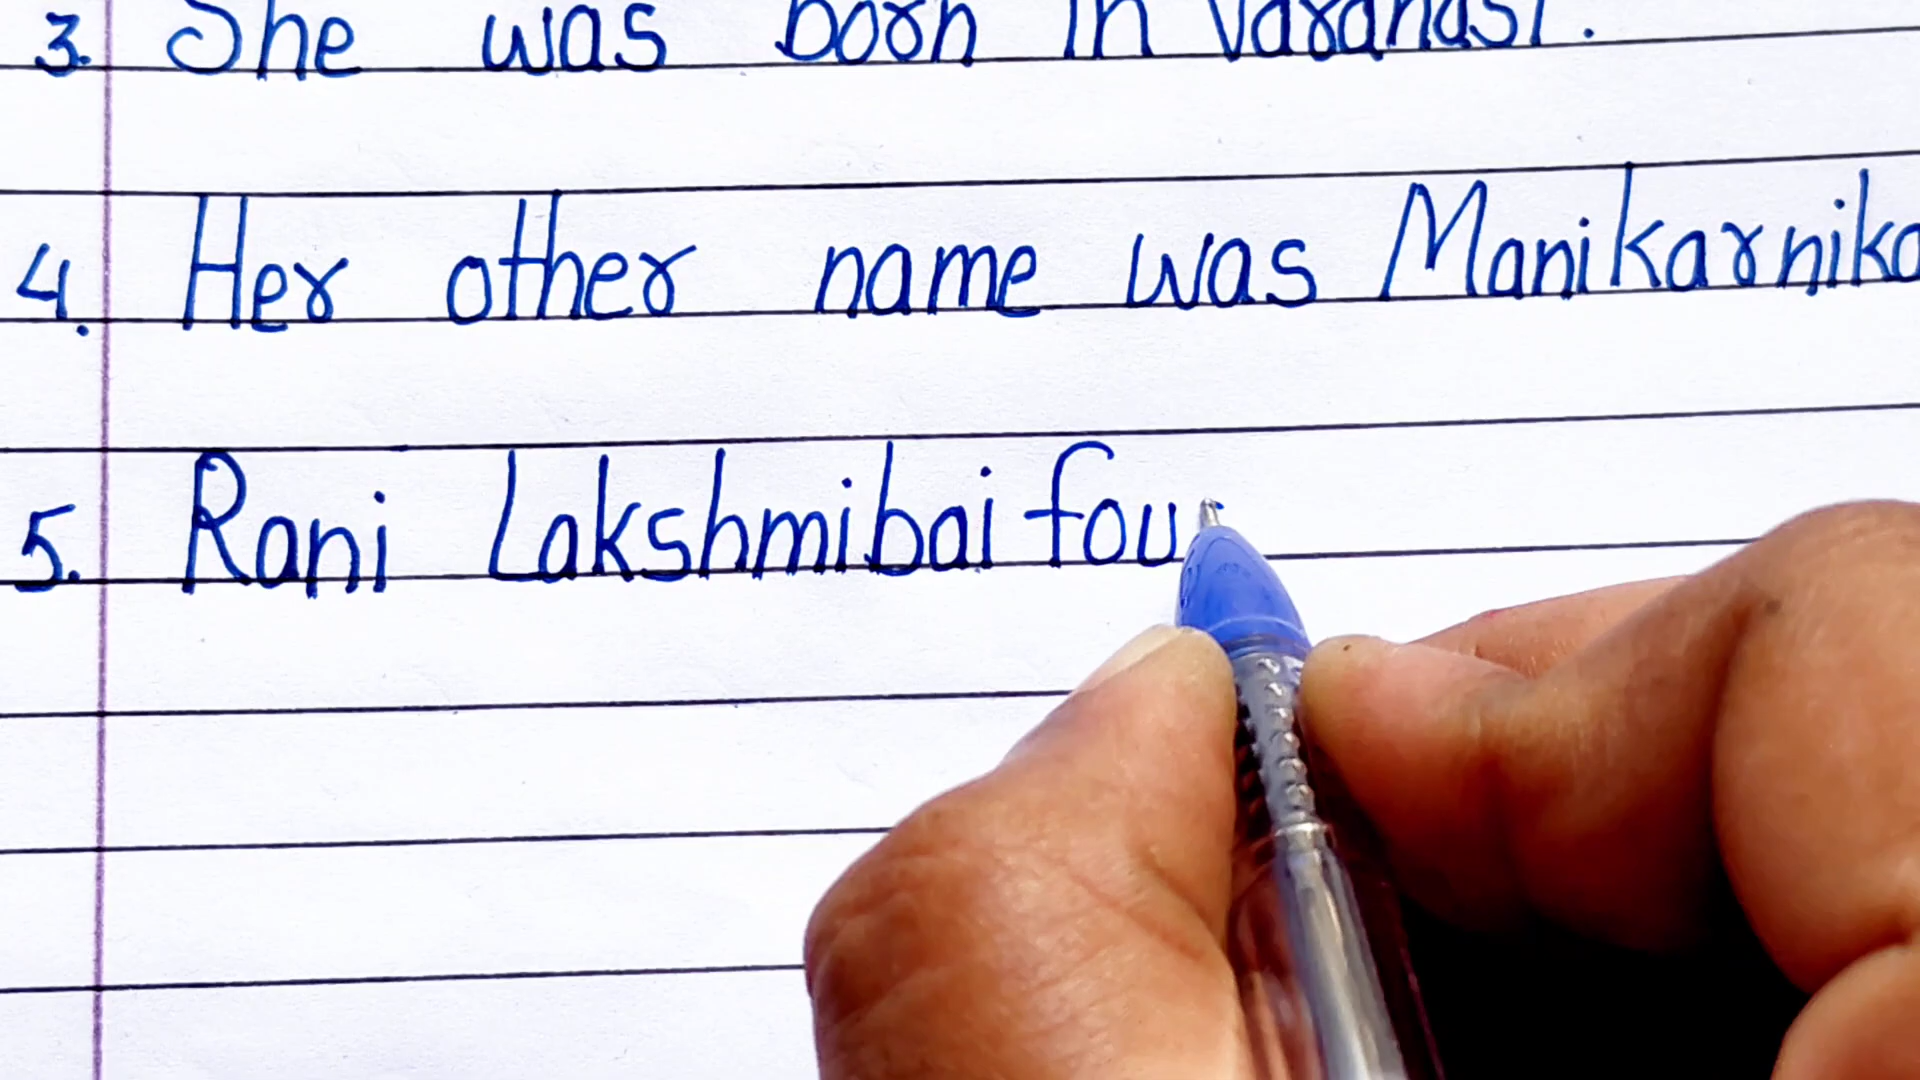 3. She was born in Varanasi.
4. Her other name was Manikarnika
5. Rani Lakshmibai fou